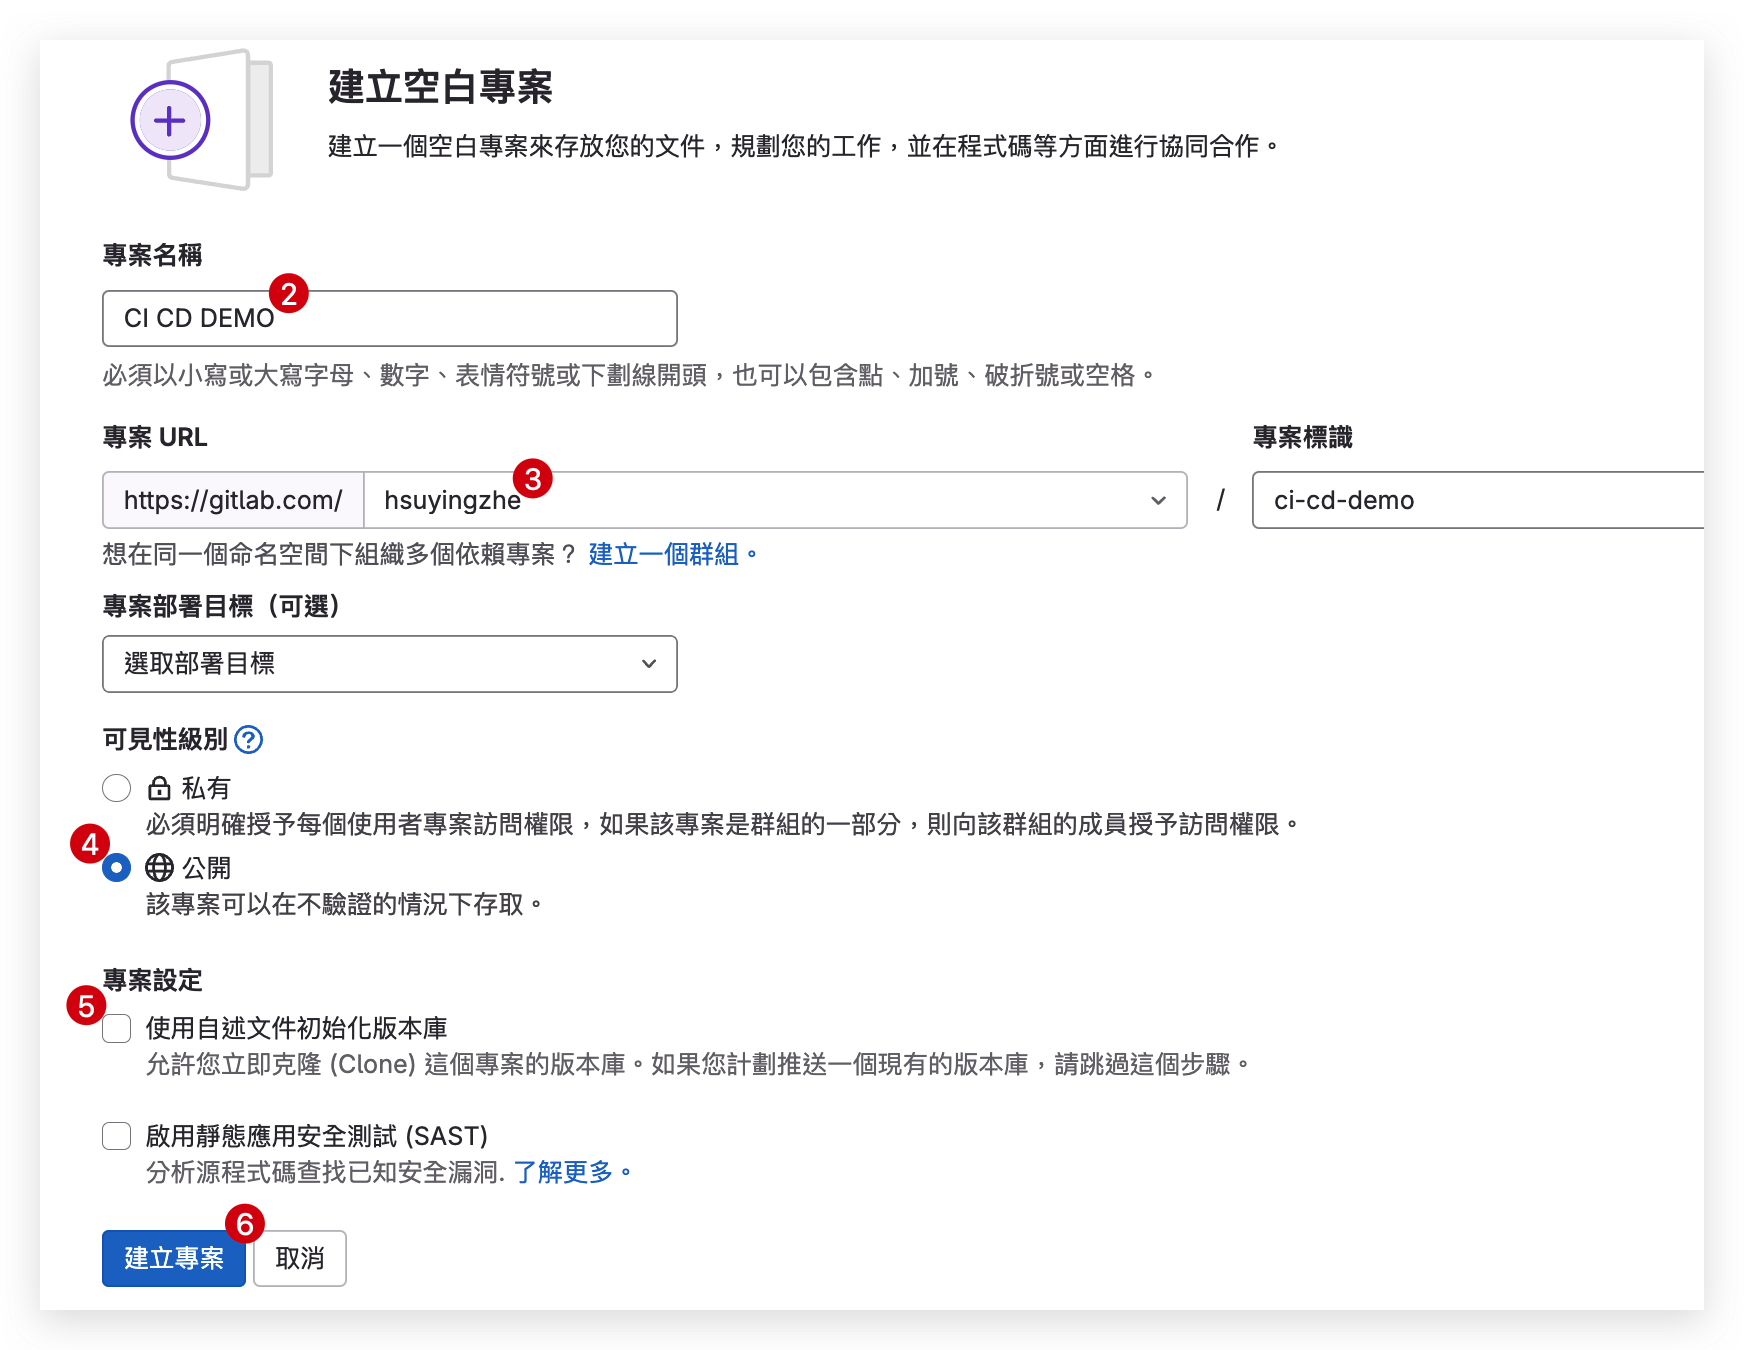 建立空白專案
建立一個空白專案來存放您的文件，規劃您的工作，並在程式碼等方面進行協同合作。
專案名稱
2
CI CD DEMO
必須以小寫或大寫字母、數字、表情符號或下劃線開頭，也可以包含點、加號、破折號或空格。
專案 URL
專案標識
3
https://gitlab.com/ hsuyingzhe / ci-cd-demo
想在同一個命名空間下組織多個依賴專案？ 建立一個群組。
專案部署目標（可選）
選取部署目標
可見性級別 ?
私有
必須明確授予每個使用者專案訪問權限，如果該專案是群組的一部分，則向該群組的成員授予訪問權限。
4
公開
該專案可以在不驗證的情況下存取。
專案設定
5
使用自述文件初始化版本庫
允許您立即克隆 (Clone) 這個專案的版本庫。如果您計劃推送一個現有的版本庫，請跳過這個步驟。
啟用靜態應用安全測試 (SAST)
分析源程式碼查找已知安全漏洞. 了解更多。
6
建立專案 取消